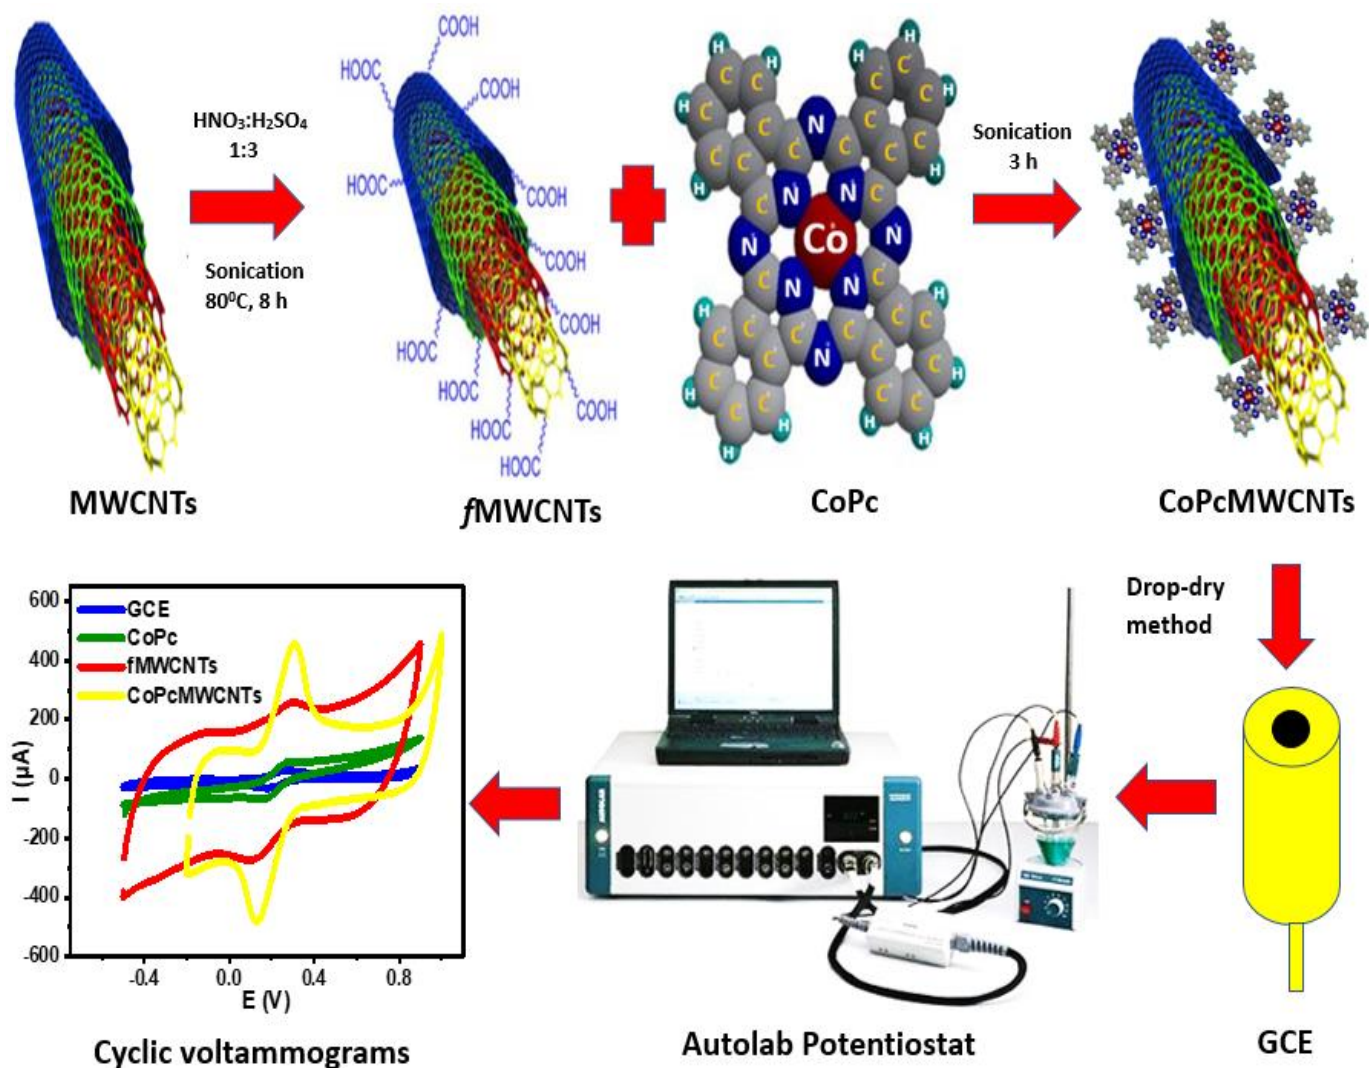 COOH
HOOC
COOH
HOOC
COOH
COOH
COOH
HOOC
HOOC
HOOC
COOH
HOOC
HNO₃:H₂SO₄
1:3
Sonication
80⁰C, 8 h
H
H
H
H
C
C
C
C
C
C
C
C
C
C
C
C
N
C
C
H
H
H
H
C
C
N
N
C
C
N
Co
N
C
C
N
N
C
C
N
C
C
C
C
C
C
C
C
C
C
C
C
H
H
H
H
H
H
H
H
Sonication
3 h
MWCNTs
fMWCNTs
CoPc
CoPcMWCNTs
Drop-dry
method
GCE
CoPc
fMWCNTs
CoPcMWCNTs
600
400
200
0
-200
-400
-600
I (µA)
-0.4
0.0
0.4
0.8
E (V)
AUTOLAB
Cyclic voltammograms
Autolab Potentiostat
GCE